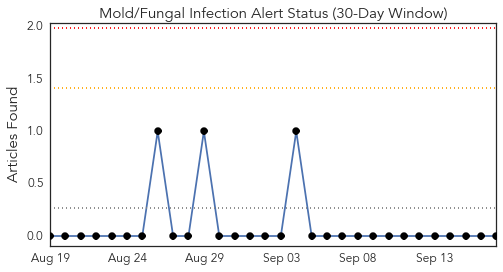 Mold/Fungal Infection Alert Status (30-Day Window)
2.0
1.5
1.0
0.5
0.0
Articles Found
Aug 19 Aug 24 Aug 29 Sep 03 Sep 08 Sep 13